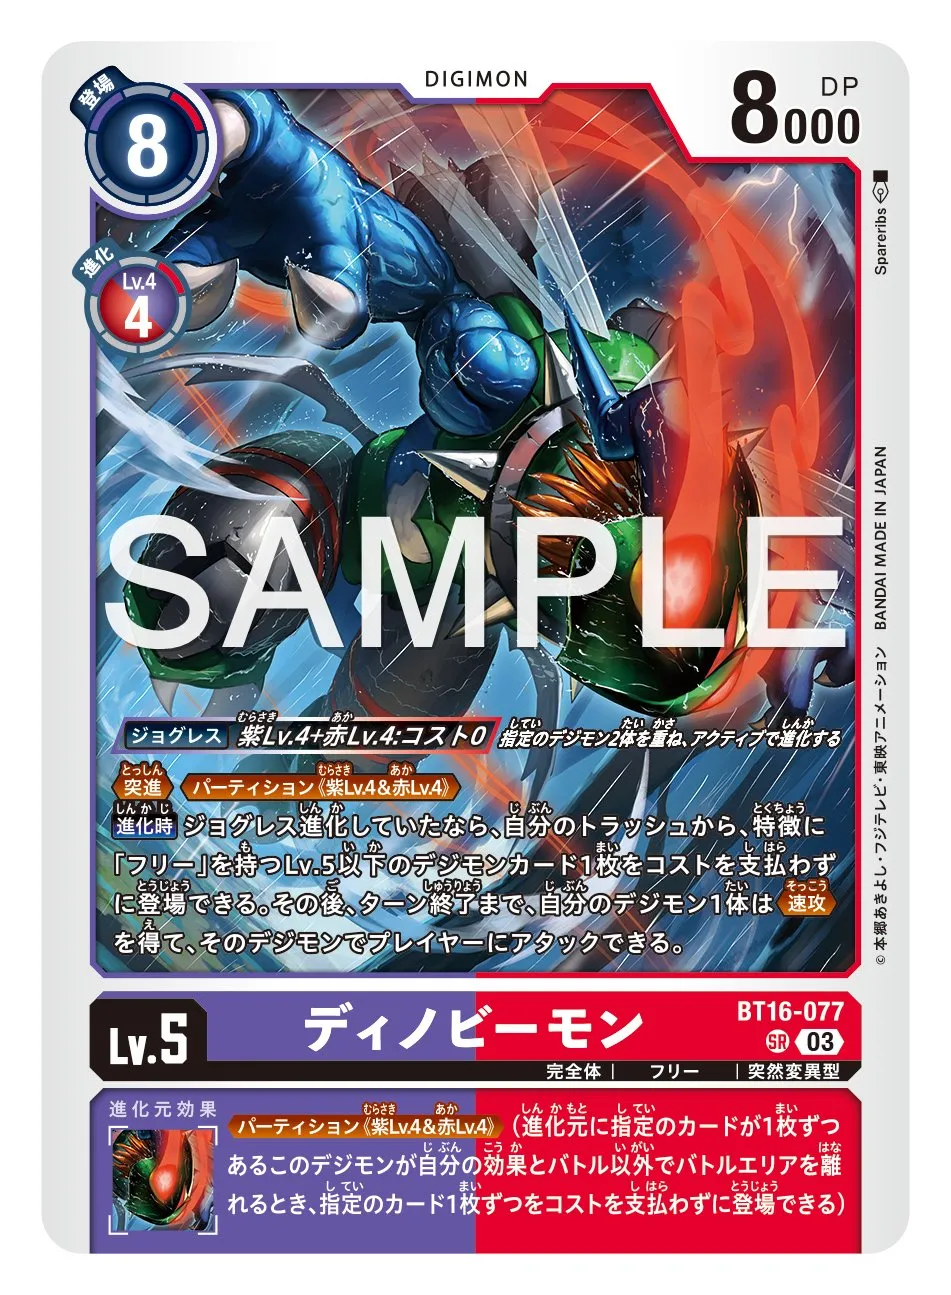 DIGIMON
登場
8
DP
8000
進化
Lv.4
4
Spareribs
BANDAI MADE IN JAPAN
©本郷あきよし・フジテレビ・東映アニメーション
SAMPLE
ジョグレス 紫Lv.4+赤Lv.4:コスト0 指定のデジモン2体を重ね、アクティブで進化する
突進 パーティション《紫Lv.4&赤Lv.4》
進化時 ジョグレス進化していたなら、自分のトラッシュから、特徴に
「フリー」を持つLv.5以下のデジモンカード1枚をコストを支払わず
に登場できる。その後、ターン終了まで、自分のデジモン1体は 速攻
を得て、そのデジモンでプレイヤーにアタックできる。
Lv.5
ディノビーモン
BT16-077
SR 03
完全体 | フリー | 突然変異型
進化元効果
パーティション《紫Lv.4&赤Lv.4》 (進化元に指定のカードが1枚ずつ
あるこのデジモンが自分の効果とバトル以外でバトルエリアを離
れるとき、指定のカード1枚ずつをコストを支払わずに登場できる)